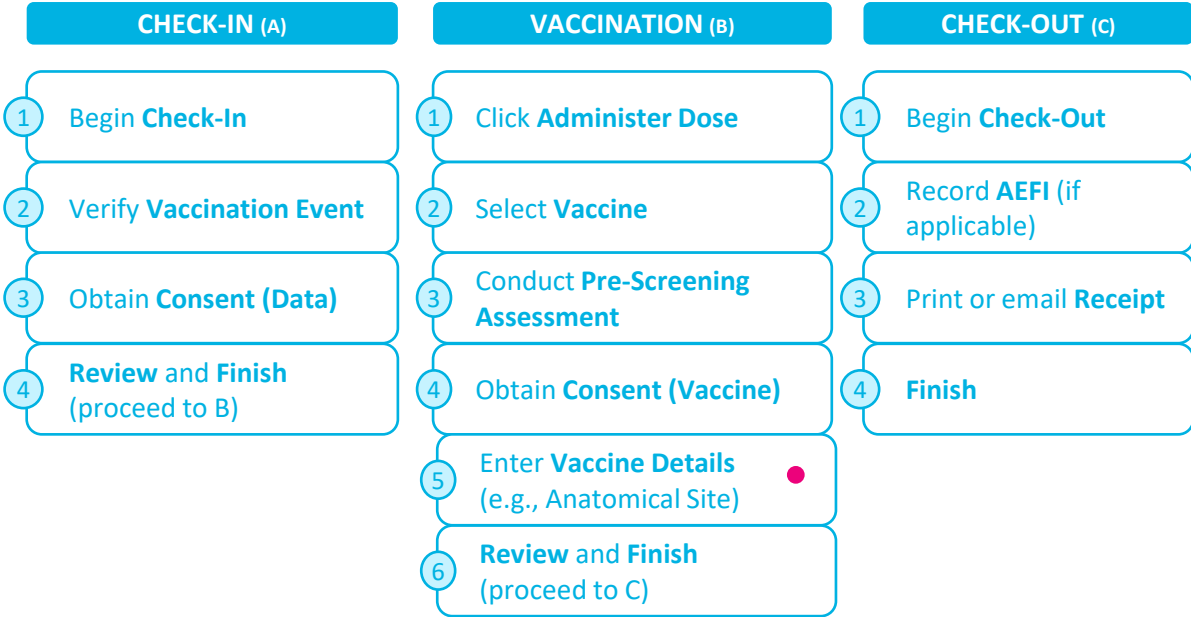 CHECK-IN (A)
1
Begin Check-In
2
Verify Vaccination Event
3
Obtain Consent (Data)
4
Review and Finish
(proceed to B)
VACCINATION (B)
1
Click Administer Dose
2
Select Vaccine
3
Conduct Pre-Screening
Assessment
4
Obtain Consent (Vaccine)
5
Enter Vaccine Details
(e.g., Anatomical Site)
6
Review and Finish
(proceed to C)
CHECK-OUT (C)
1
Begin Check-Out
2
Record AEFI (if
applicable)
3
Print or email Receipt
4
Finish